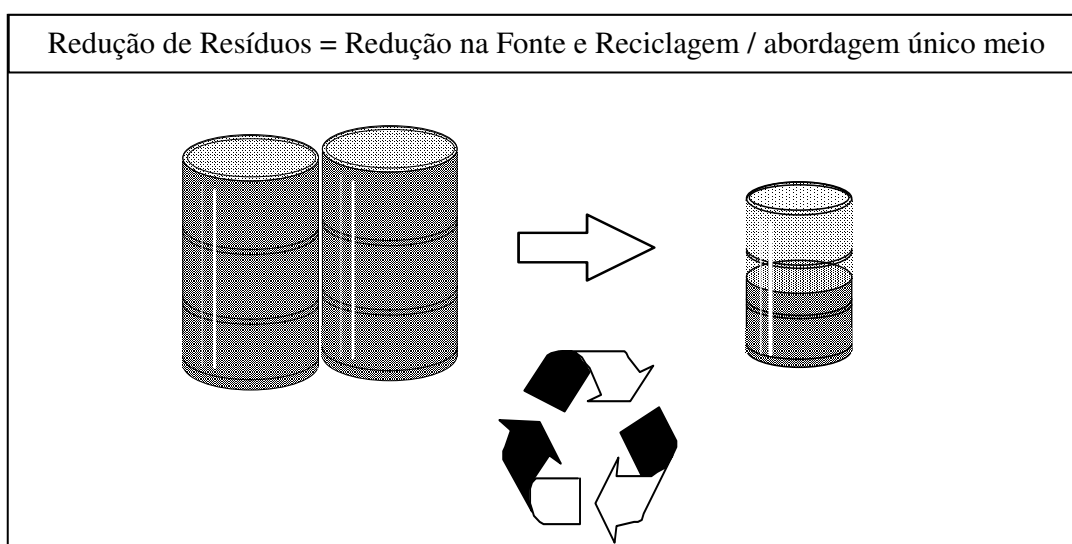 Redução de Resíduos = Redução na Fonte e Reciclagem / abordagem único meio